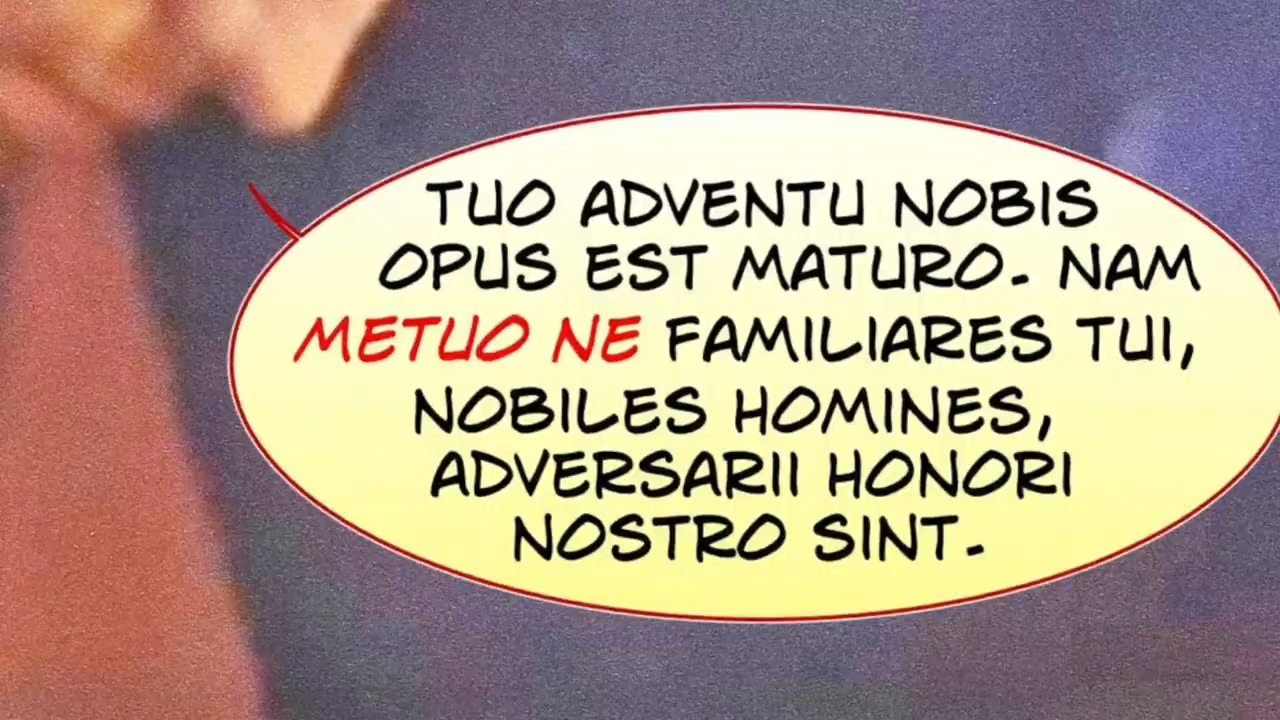 TUO ADVENTU NOBIS
OPUS EST MATURO. NAM
METUO NE FAMILIARES TUI,
NOBILES HOMINES,
ADVERSARII HONORI
NOSTRO SINT.